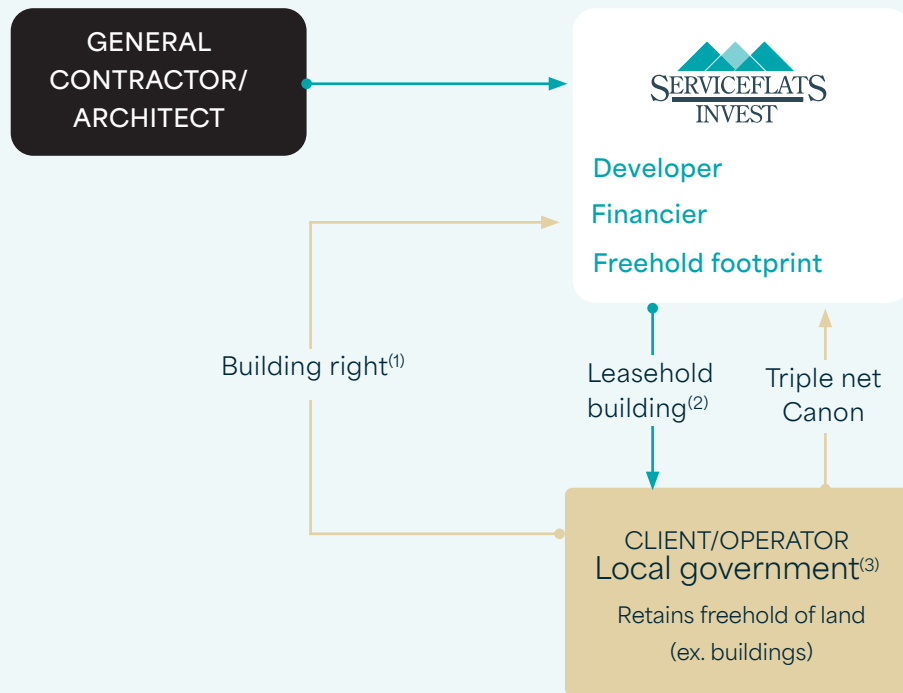 GENERAL
CONTRACTOR/
ARCHITECT
SERVICEFLATS
INVEST
Developer
Financier
Freehold footprint
Building right(1)
Leasehold
building(2)
Triple net
Canon
CLIENT/OPERATOR
Local government(3)
Retains freehold of land
(ex. buildings)